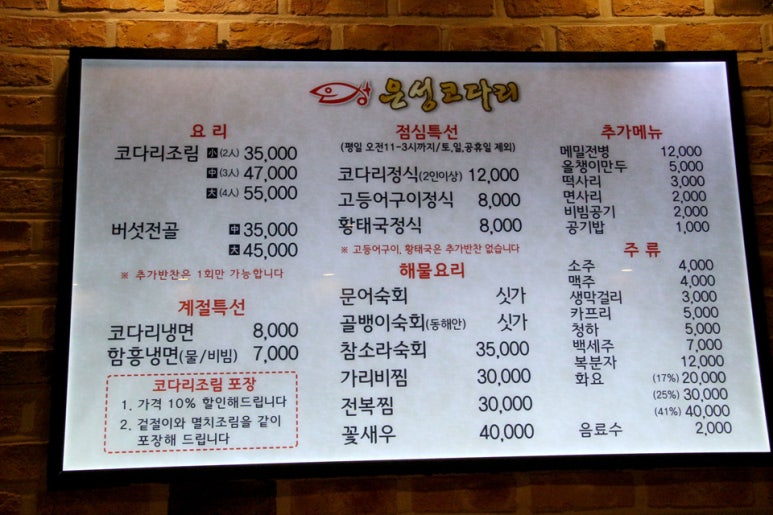 은성코다리
요리
코다리조림 小 (2人) 35,000
中 (3人) 47,000
大 (4人) 55,000
버섯전골 中 35,000
大 45,000
※ 추가반찬은 1회만 가능합니다
계절특선
코다리냉면 8,000
함흥냉면(물/비빔) 7,000
코다리조림 포장
1. 가격 10% 할인해드립니다
2. 겉절이와 멸치조림을 같이
포장해 드립니다
점심특선
(평일 오전11-3시까지/토,일,공휴일 제외)
코다리정식(2인이상) 12,000
고등어구이정식 8,000
황태국정식 8,000
※ 고등어구이, 황태국은 추가반찬 없습니다
해물요리
문어숙회 싯가
골뱅이숙회(동해안) 싯가
참소라숙회 35,000
가리비찜 30,000
전복찜 30,000
꽃새우 40,000
추가메뉴
메밀전병 12,000
올챙이만두 5,000
떡사리 3,000
면사리 2,000
비빔공기 2,000
공기밥 1,000
주류
소주 4,000
맥주 4,000
생막걸리 3,000
카프리 5,000
청하 5,000
백세주 7,000
복분자 12,000
화요 (17%) 20,000
(25%) 30,000
(41%) 40,000
음료수 2,000